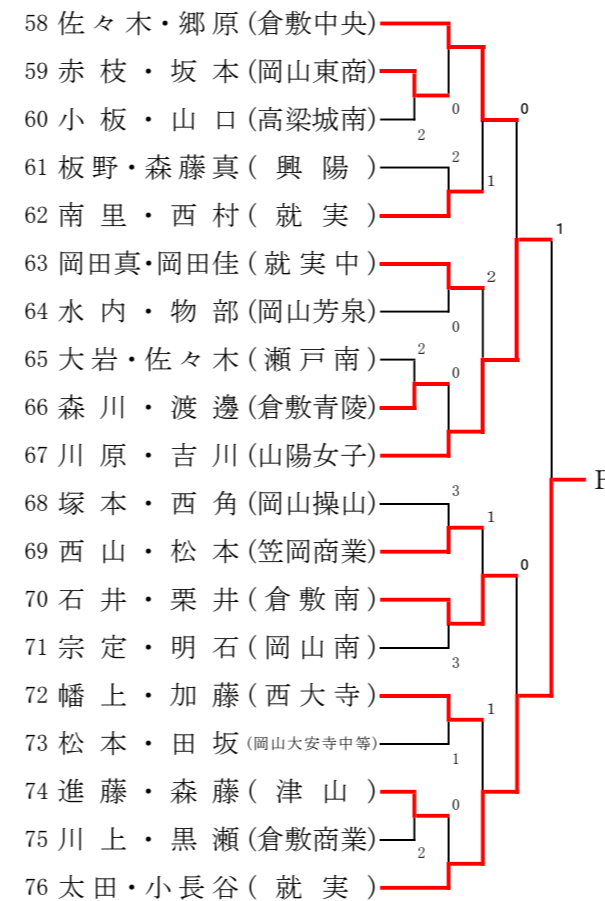 58 佐々木・郷原 (倉敷中央)
0
59 赤枝・坂本 (岡山東商)
0
60 小板・山口 (高梁城南)
2
61 板野・森藤真 (興陽)
2
1
62 南里・西村 (就実)
1
63 岡田真・岡田佳 (就実中)
2
64 水内・物部 (岡山芳泉)
0
65 大岩・佐々木 (瀬戸南)
2
0
66 森川・渡邊 (倉敷青陵)
67 川原・吉川 (山陽女子)
68 塚本・西角 (岡山操山)
3
1
69 西山・松本 (笠岡商業)
0
70 石井・栗井 (倉敷南)
71 宗定・明石 (岡山南)
3
72 幡上・加藤 (西大寺)
1
73 松本・田坂 (岡山大安寺中等)
1
74 進藤・森藤 (津山)
0
75 川上・黒瀬 (倉敷商業)
2
76 太田・小長谷 (就実)